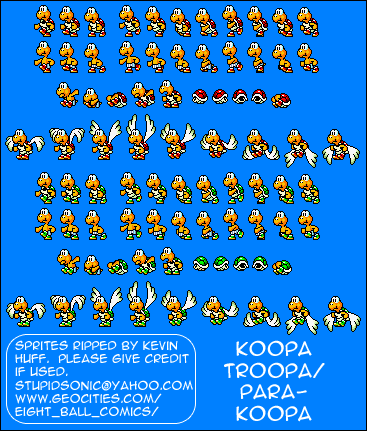 SPRITES RIPPED BY KEVIN
HUFF. PLEASE GIVE CREDIT
IF USED.
STUPIDSONIC@YAHOO.COM
WWW.GEOCITIES.COM/
EIGHT_BALL_COMICS/
KOOPA
TROOPA/
PARA-
KOOPA